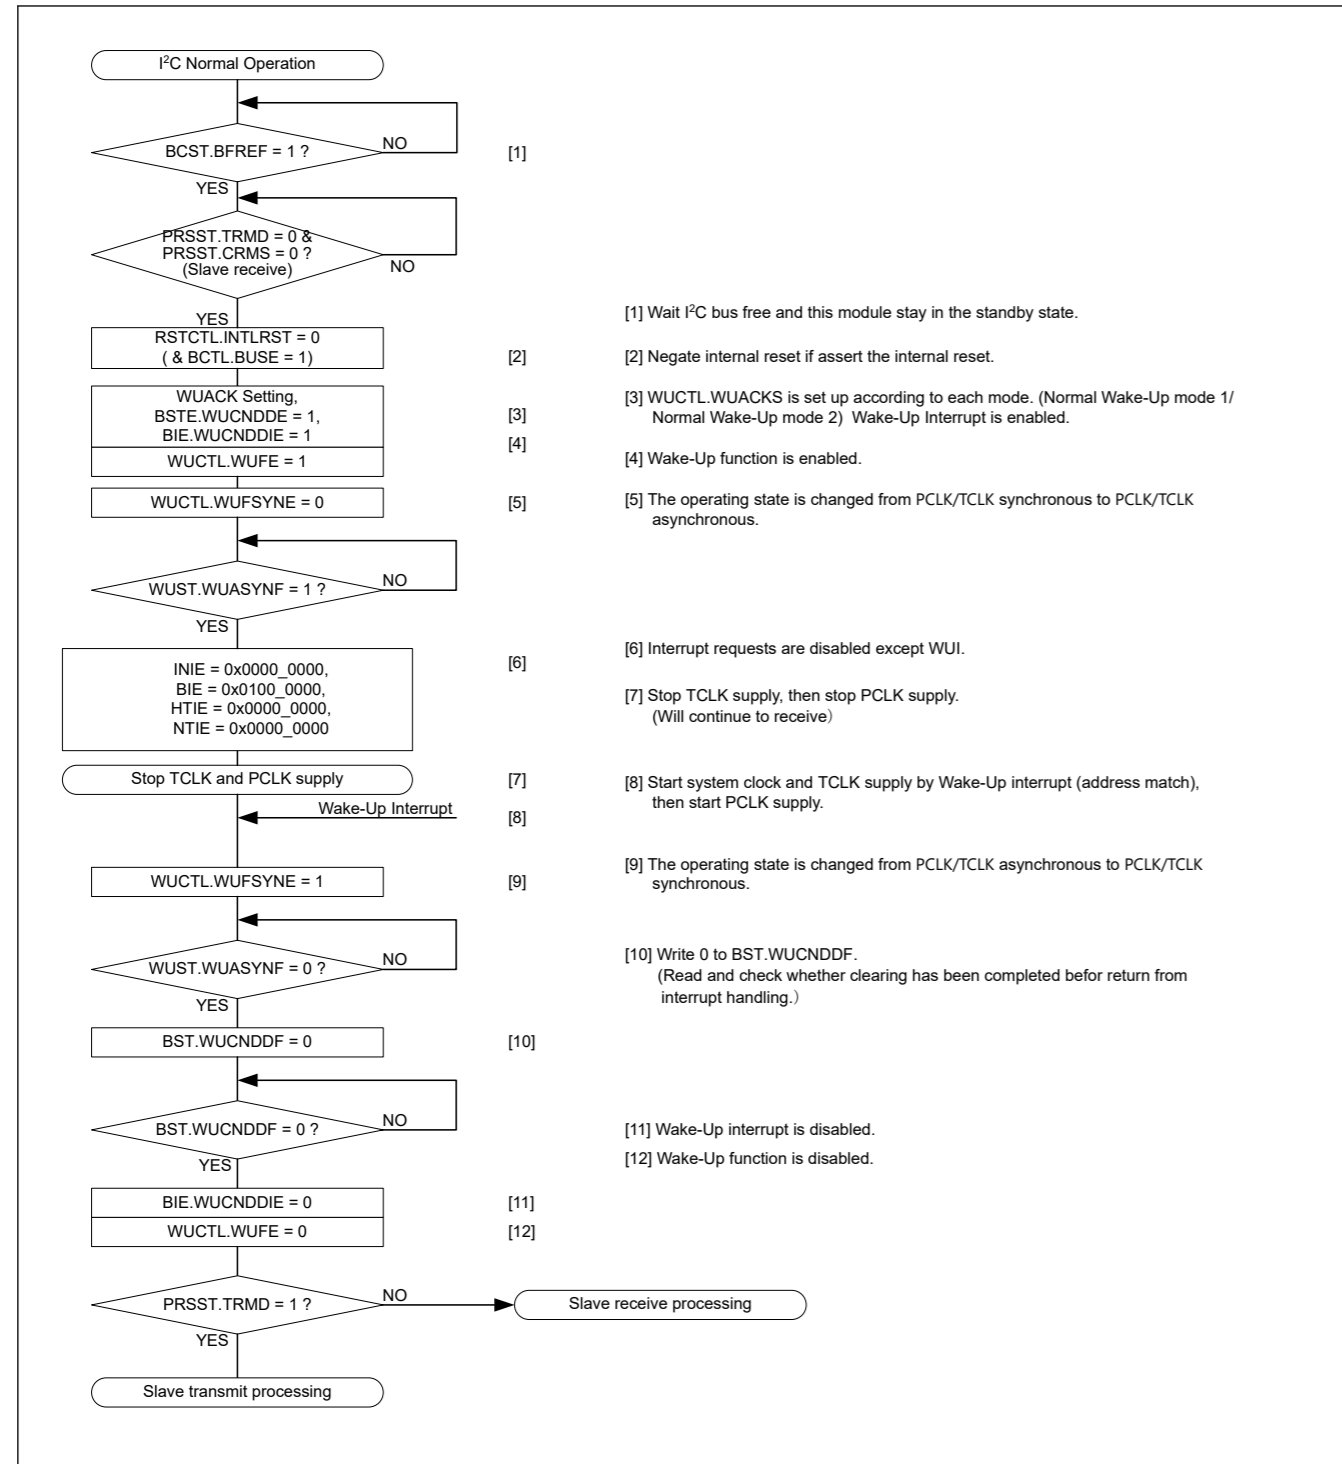 I²C Normal Operation
BCST.BFREF = 1 ?
NO
[1]
YES
PRSST.TRMD = 0 &
PRSST.CRMS = 0 ?
(Slave receive)
NO
YES
RSTCTL.INTLRST = 0
( & BCTL.BUSE = 1)
[2]
WUACK Setting,
BSTE.WUCNDDE = 1,
BIE.WUCNDDIE = 1
[3]
[4]
WUCTL.WUFE = 1
WUCTL.WUFSYNE = 0
[5]
WUST.WUASYNF = 1 ?
NO
YES
INIE = 0x0000_0000,
BIE = 0x0100_0000,
HTIE = 0x0000_0000,
NTIE = 0x0000_0000
[6]
Stop TCLK and PCLK supply
[7]
Wake-Up Interrupt
[8]
WUCTL.WUFSYNE = 1
[9]
WUST.WUASYNF = 0 ?
NO
YES
BST.WUCNDDF = 0
[10]
BST.WUCNDDF = 0 ?
NO
YES
BIE.WUCNDDIE = 0
[11]
WUCTL.WUFE = 0
[12]
PRSST.TRMD = 1 ?
NO
Slave receive processing
YES
Slave transmit processing
[1] Wait I²C bus free and this module stay in the standby state.
[2] Negate internal reset if assert the internal reset.
[3] WUCTL.WUACKS is set up according to each mode. (Normal Wake-Up mode 1/
Normal Wake-Up mode 2) Wake-Up Interrupt is enabled.
[4] Wake-Up function is enabled.
[5] The operating state is changed from PCLK/TCLK synchronous to PCLK/TCLK
asynchronous.
[6] Interrupt requests are disabled except WUI.
[7] Stop TCLK supply, then stop PCLK supply.
(Will continue to receive）
[8] Start system clock and TCLK supply by Wake-Up interrupt (address match),
then start PCLK supply.
[9] The operating state is changed from PCLK/TCLK asynchronous to PCLK/TCLK
synchronous.
[10] Write 0 to BST.WUCNDDF.
(Read and check whether clearing has been completed befor return from
interrupt handling.）
[11] Wake-Up interrupt is disabled.
[12] Wake-Up function is disabled.